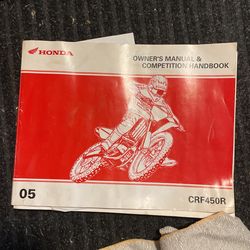 HONDA
OWNER'S MANUAL &
COMPETITION HANDBOOK
05
CRF450R